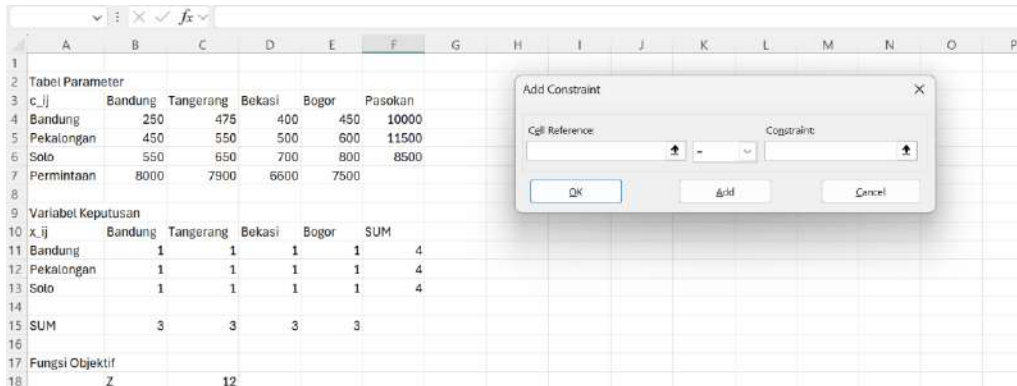 fx
A B C D E F G H I J K L M N O P
1
2 Tabel Parameter
3 c_ij Bandung Tangerang Bekasi Bogor Pasokan
4 Bandung 250 475 400 450 10000
5 Pekalongan 450 550 500 600 11500
6 Solo 550 650 700 800 8500
7 Permintaan 8000 7900 6600 7500
8
9 Variabel Keputusan
10 x_ij Bandung Tangerang Bekasi Bogor SUM
11 Bandung 1 1 1 1 4
12 Pekalongan 1 1 1 1 4
13 Solo 1 1 1 1 4
14
15 SUM 3 3 3 3
16
17 Fungsi Objektif
18 Z 12
Add Constraint
Cell Reference: Constraint:
=
OK Add Cancel